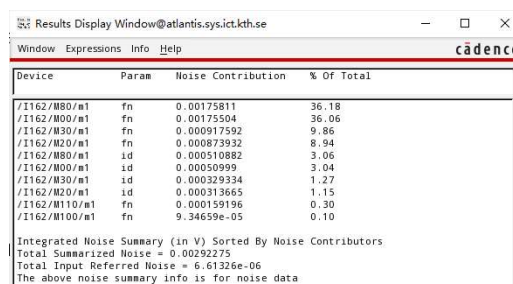 Results Display Window@atlantis.sys.ict.kth.se
Window Expressions Info Help cādence
Device Param Noise Contribution % Of Total
/I162/M80/m1 fn 0.00175811 36.18
/I162/M00/m1 fn 0.00175504 36.06
/I162/M30/m1 fn 0.000917592 9.86
/I162/M20/m1 fn 0.000873932 8.94
/I162/M80/m1 id 0.000510882 3.06
/I162/M00/m1 id 0.00050999 3.04
/I162/M30/m1 id 0.000329334 1.27
/I162/M20/m1 id 0.000313665 1.15
/I162/M110/m1 fn 0.000159196 0.30
/I162/M100/m1 fn 9.34659e-05 0.10
Integrated Noise Summary (in V) Sorted By Noise Contributors
Total Summarized Noise = 0.00292275
Total Input Referred Noise = 6.61326e-06
The above noise summary info is for noise data